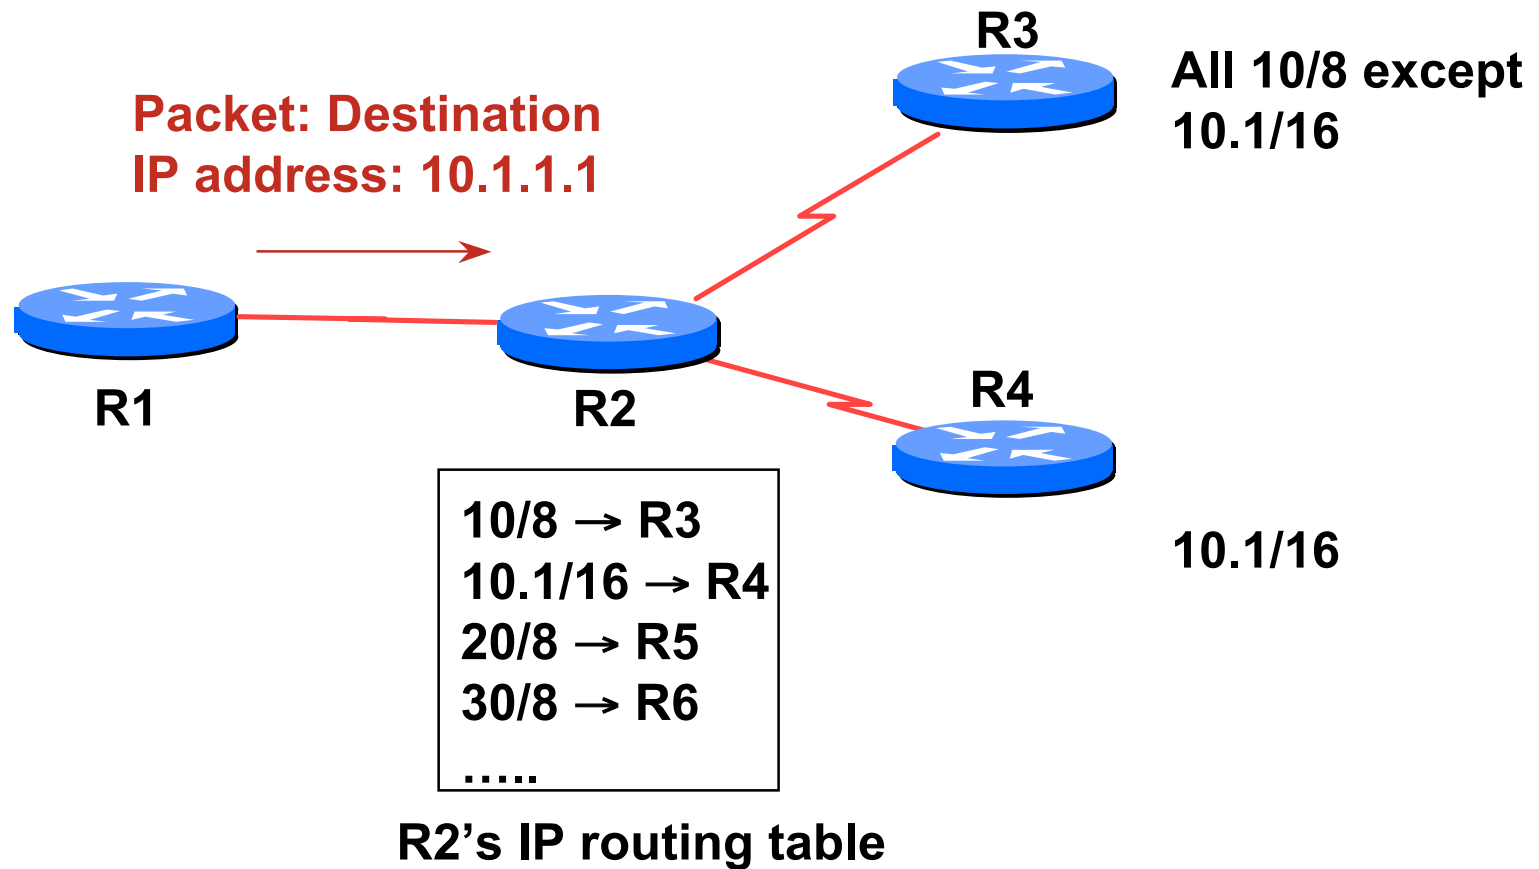 R3
All 10/8 except
10.1/16
Packet: Destination
IP address: 10.1.1.1
R1
R2
R4
10.1/16
10/8 → R3
10.1/16 → R4
20/8 → R5
30/8 → R6
…..
R2’s IP routing table